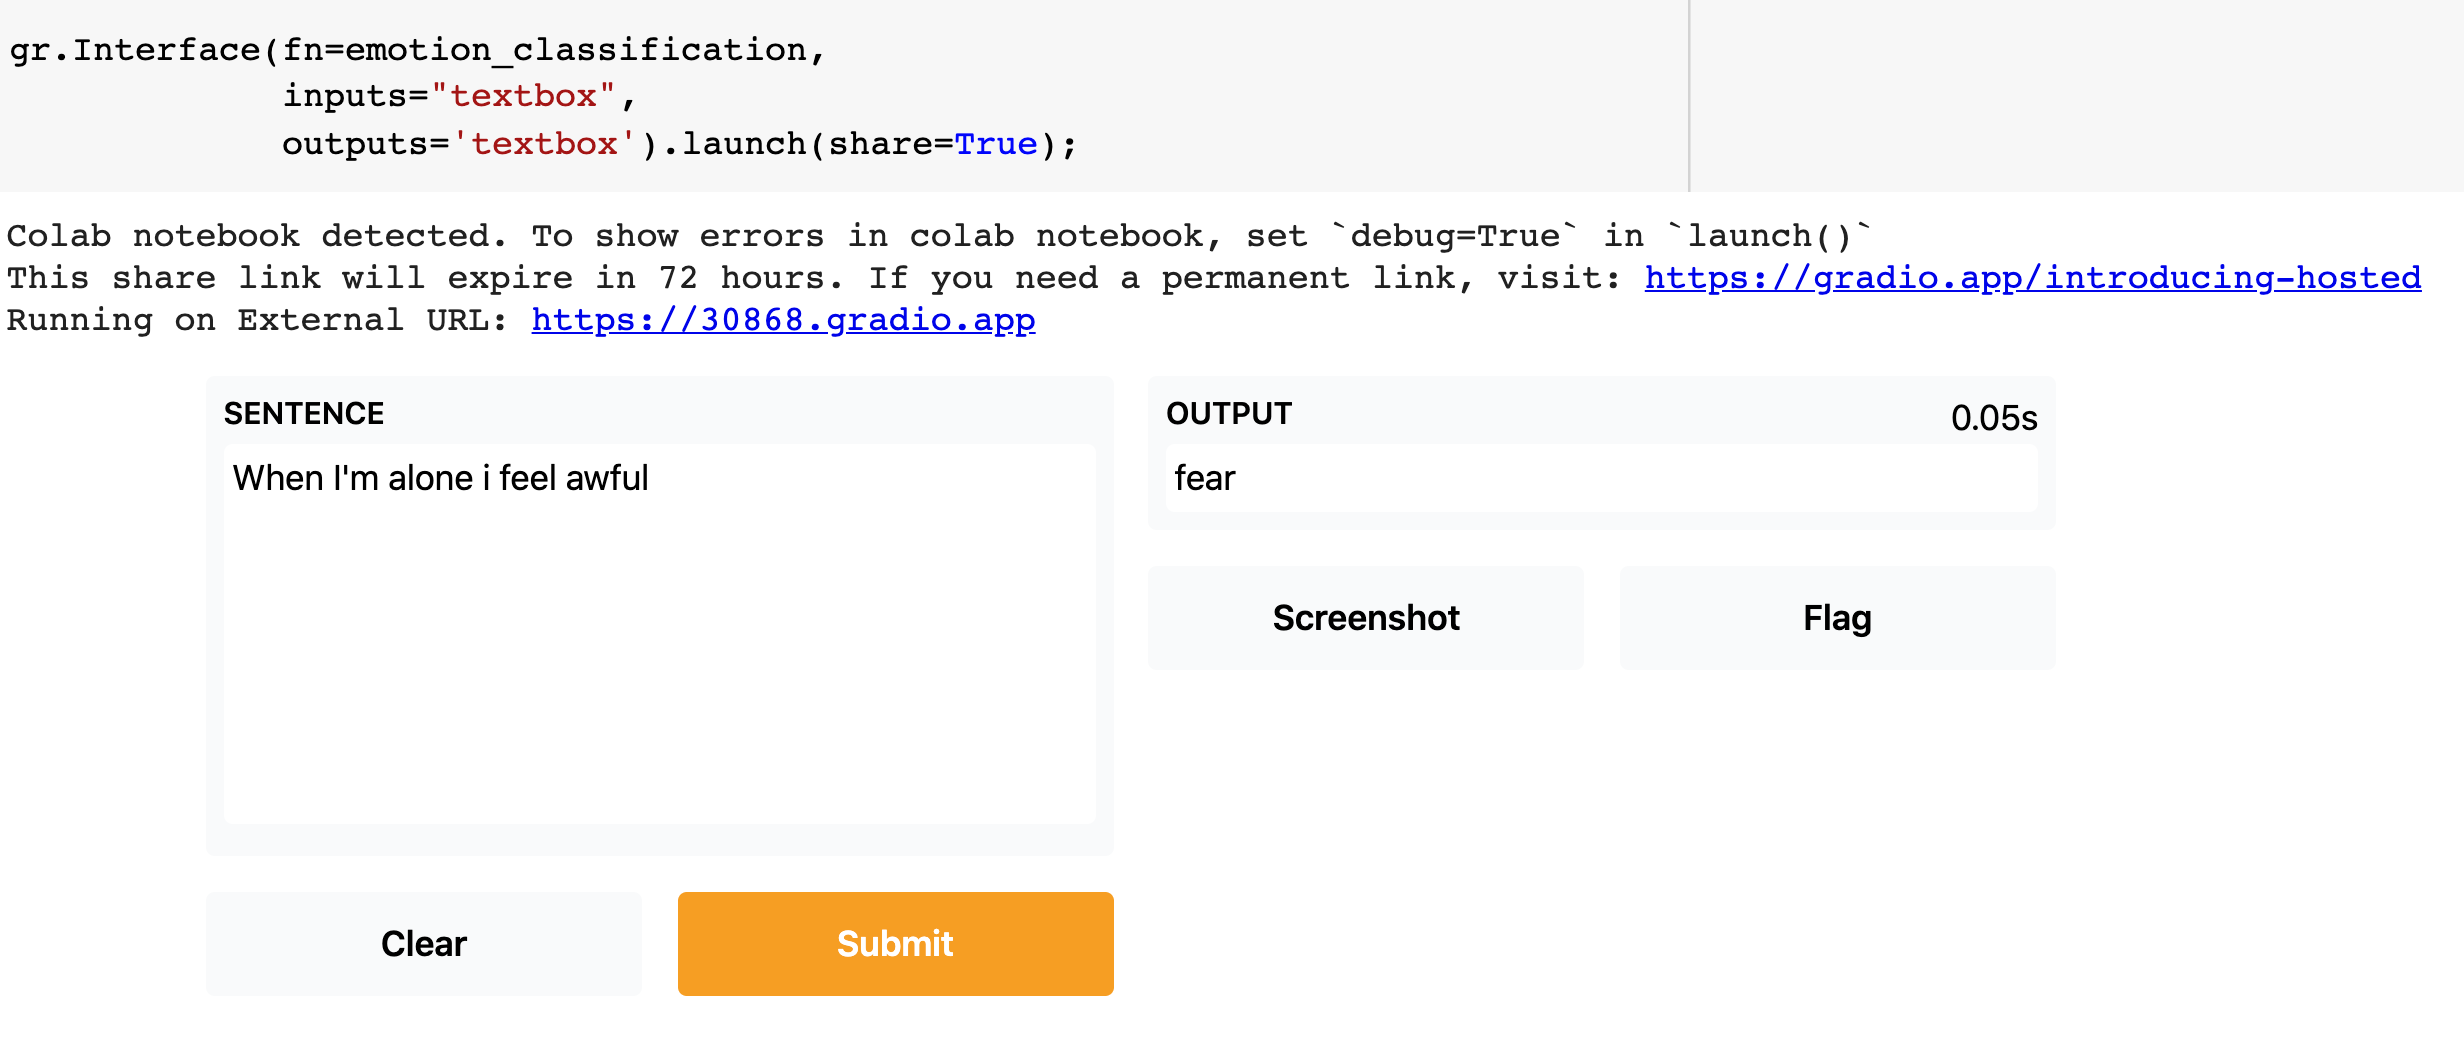 gr.Interface(fn=emotion_classification,
             inputs="textbox",
             outputs='textbox').launch(share=True);
Colab notebook detected. To show errors in colab notebook, set `debug=True` in `launch()`
This share link will expire in 72 hours. If you need a permanent link, visit: https://gradio.app/introducing-hosted
Running on External URL: https://30868.gradio.app
SENTENCE
When I'm alone i feel awful
Clear
Submit
OUTPUT
0.05s
fear
Screenshot
Flag